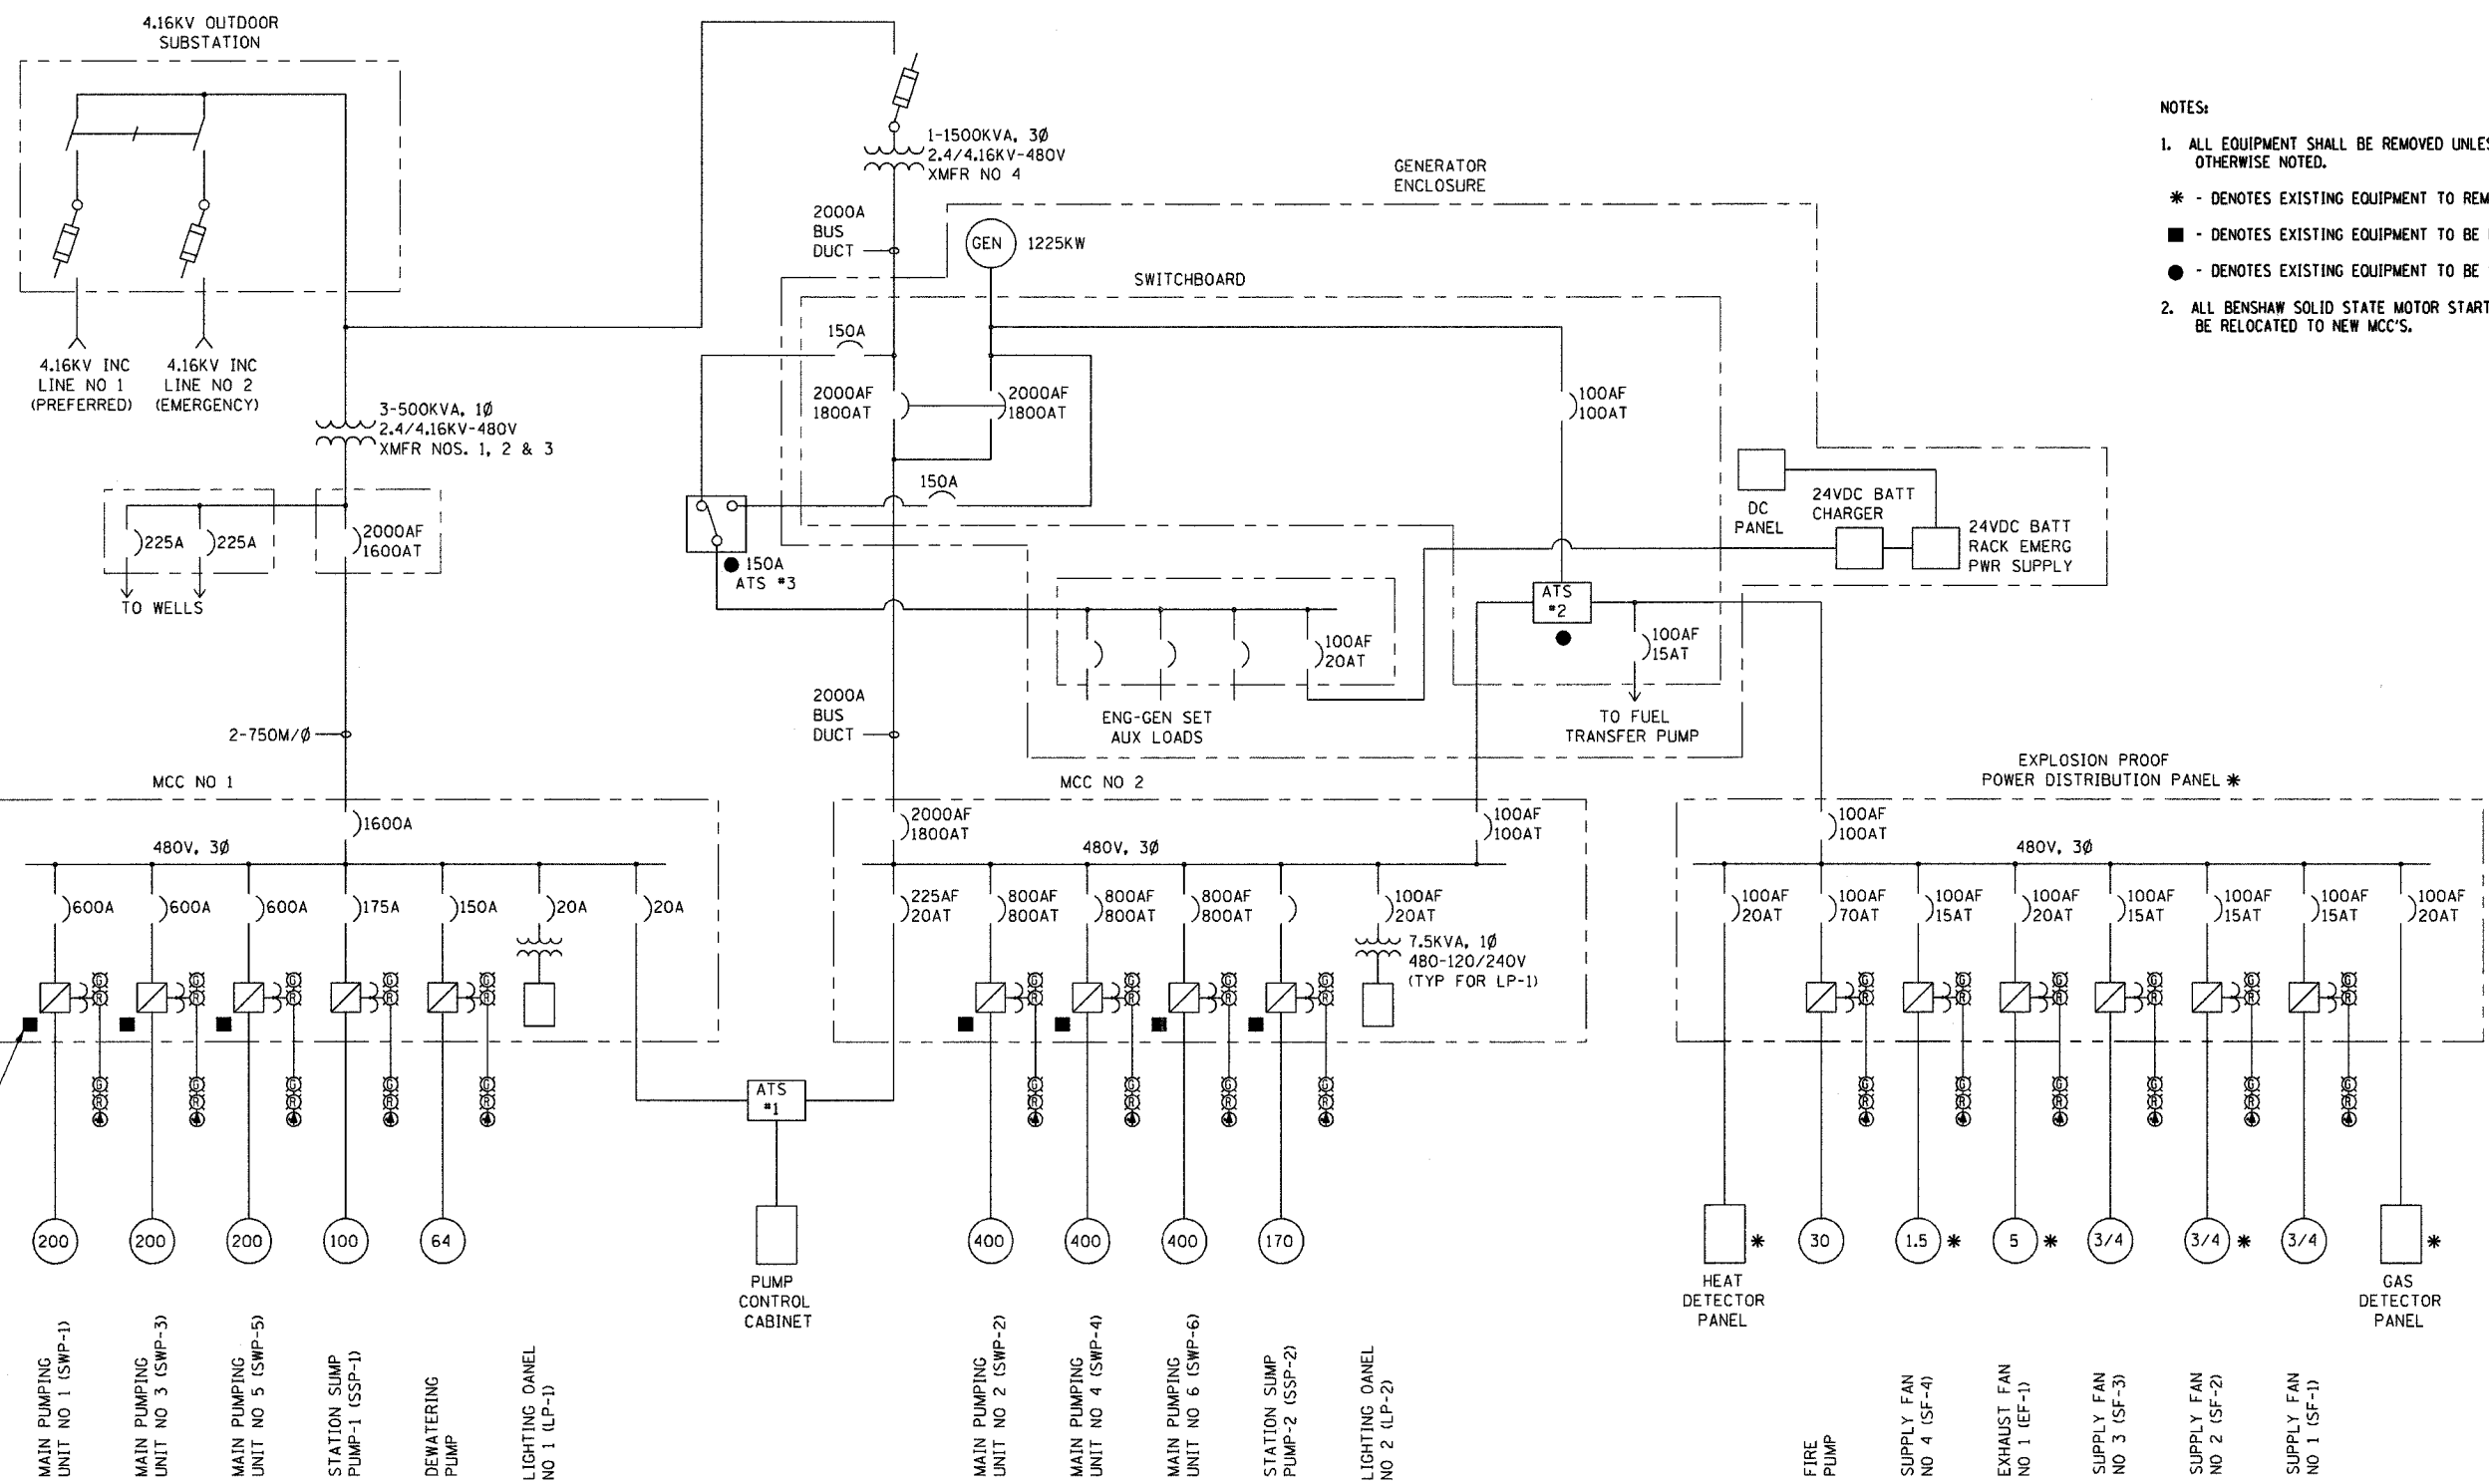 4.16KV OUTDOOR
SUBSTATION
4.16KV INC
LINE NO 1
(PREFERRED)
4.16KV INC
LINE NO 2
(EMERGENCY)
3-500KVA, 1Ø
2.4/4.16KV-480V
XMFR NOS. 1, 2 & 3
225A
225A
2000AF
1600AT
TO WELLS
2-750M/Ø
1-1500KVA, 3Ø
2.4/4.16KV-480V
XMFR NO 4
2000A
BUS
DUCT
GENERATOR
ENCLOSURE
GEN
1225KW
SWITCHBOARD
150A
2000AF
1800AT
2000AF
1800AT
100AF
100AT
150A
150A
ATS #3
DC
PANEL
24VDC BATT
CHARGER
24VDC BATT
RACK EMERG
PWR SUPPLY
ATS
#2
100AF
20AT
100AF
15AT
ENG-GEN SET
AUX LOADS
TO FUEL
TRANSFER PUMP
2000A
BUS
DUCT
NOTES:
1. ALL EQUIPMENT SHALL BE REMOVED
OTHERWISE NOTED.
* - DENOTES EXISTING EQUIPMENT TO
■ - DENOTES EXISTING EQUIPMENT TO BE
● - DENOTES EXISTING EQUIPMENT TO BE
2. ALL BENSHAW SOLID STATE MOTOR
BE RELOCATED TO NEW MCC'S.
MCC NO 1
1600A
480V, 3Ø
600A
600A
600A
175A
150A
20A
20A
G
R
G
R
G
R
G
R
G
R
G
R
G
R
G
R
G
R
G
R
200
200
200
100
64
MAIN PUMPING
UNIT NO 1 (SWP-1)
MAIN PUMPING
UNIT NO 3 (SWP-3)
MAIN PUMPING
UNIT NO 5 (SWP-5)
STATION SUMP
PUMP-1 (SSP-1)
DEWATERING
PUMP
LIGHTING OANEL
NO 1 (LP-1)
ATS
#1
PUMP
CONTROL
CABINET
MCC NO 2
2000AF
1800AT
100AF
100AT
480V, 3Ø
225AF
20AT
800AF
800AT
800AF
800AT
800AF
800AT
100AF
20AT
7.5KVA, 1Ø
480-120/240V
(TYP FOR LP-1)
G
R
G
R
G
R
G
R
G
R
G
R
G
R
G
R
400
400
400
170
MAIN PUMPING
UNIT NO 2 (SWP-2)
MAIN PUMPING
UNIT NO 4 (SWP-4)
MAIN PUMPING
UNIT NO 6 (SWP-6)
STATION SUMP
PUMP-2 (SSP-2)
LIGHTING OANEL
NO 2 (LP-2)
EXPLOSION PROOF
POWER DISTRIBUTION PANEL *
100AF
100AT
480V, 3Ø
100AF
20AT
100AF
70AT
100AF
15AT
100AF
20AT
100AF
15AT
100AF
15AT
100AF
15AT
100AF
20AT
G
R
G
R
G
R
G
R
G
R
G
R
G
R
G
R
G
R
G
R
G
R
G
R
*
30
1.5 *
5 *
3/4
3/4 *
3/4
*
HEAT
DETECTOR
PANEL
GAS
DETECTOR
PANEL
FIRE
PUMP
SUPPLY FAN
NO 4 (SF-4)
EXHAUST FAN
NO 1 (EF-1)
SUPPLY FAN
NO 3 (SF-3)
SUPPLY FAN
NO 2 (SF-2)
SUPPLY FAN
NO 1 (SF-1)